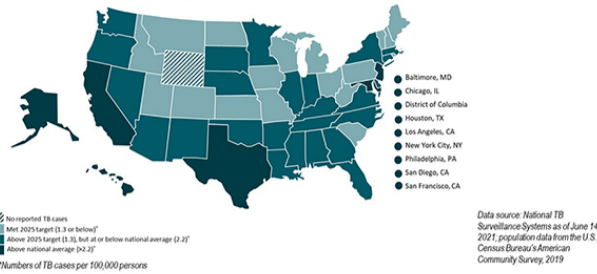 Baltimore, MD
Chicago, IL
District of Columbia
Houston, TX
Los Angeles, CA
New York City, NY
Philadelphia, PA
San Diego, CA
San Francisco, CA
No reported TB cases
Met 2025 target (1.3 or below)*
Above 2025 target (1.3), but at or below national average (2.2)*
Above national average (>2.2)*
*Numbers of TB cases per 100,000 persons
Data source: National TB
Surveillance Systems as of June 14
2021; population data from the U.S.
Census Bureau's American
Community Survey, 2019